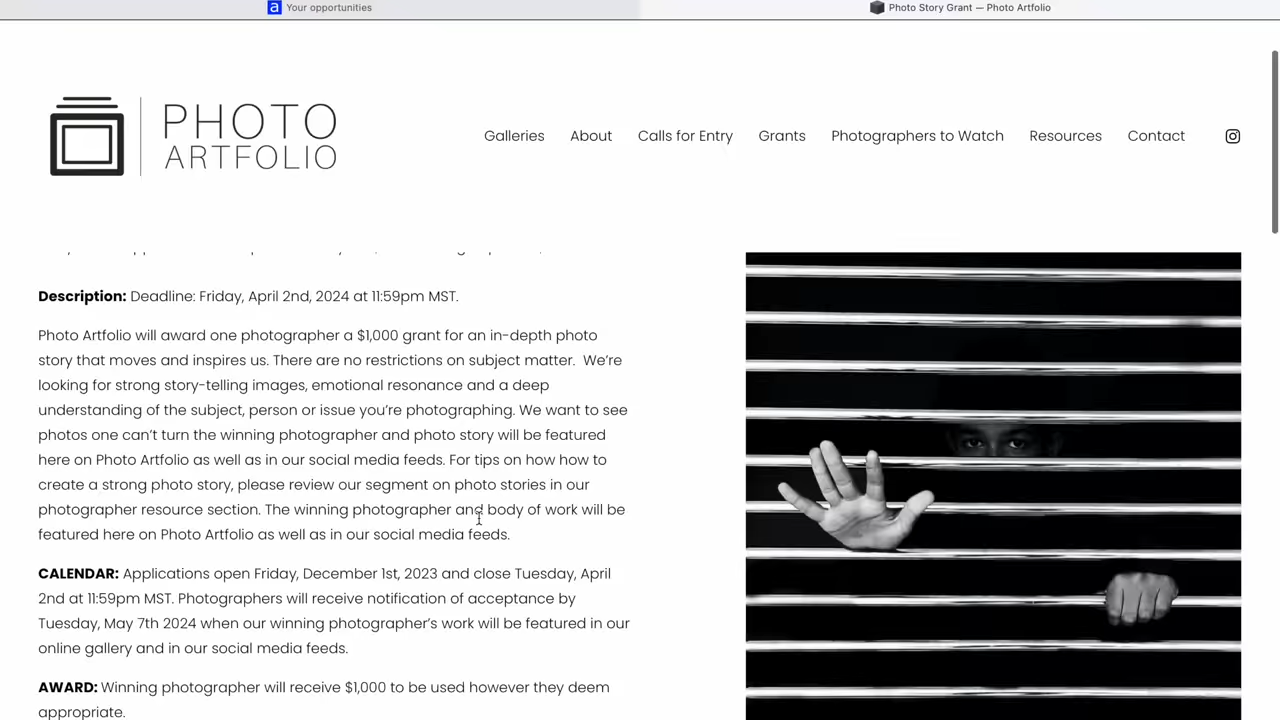 a Your opportunities
Photo Story Grant — Photo Artfolio
PHOTO
ARTFOLIO
Galleries About Calls for Entry Grants Photographers to Watch Resources Contact
Description: Deadline: Friday, April 2nd, 2024 at 11:59pm MST.
Photo Artfolio will award one photographer a $1,000 grant for an in-depth photo
story that moves and inspires us. There are no restrictions on subject matter. We’re
looking for strong story-telling images, emotional resonance and a deep
understanding of the subject, person or issue you’re photographing. We want to see
photos one can’t turn the winning photographer and photo story will be featured
here on Photo Artfolio as well as in our social media feeds. For tips on how how to
create a strong photo story, please review our segment on photo stories in our
photographer resource section. The winning photographer and body of work will be
featured here on Photo Artfolio as well as in our social media feeds.
CALENDAR: Applications open Friday, December 1st, 2023 and close Tuesday, April
2nd at 11:59pm MST. Photographers will receive notification of acceptance by
Tuesday, May 7th 2024 when our winning photographer’s work will be featured in our
online gallery and in our social media feeds.
AWARD: Winning photographer will receive $1,000 to be used however they deem
appropriate.